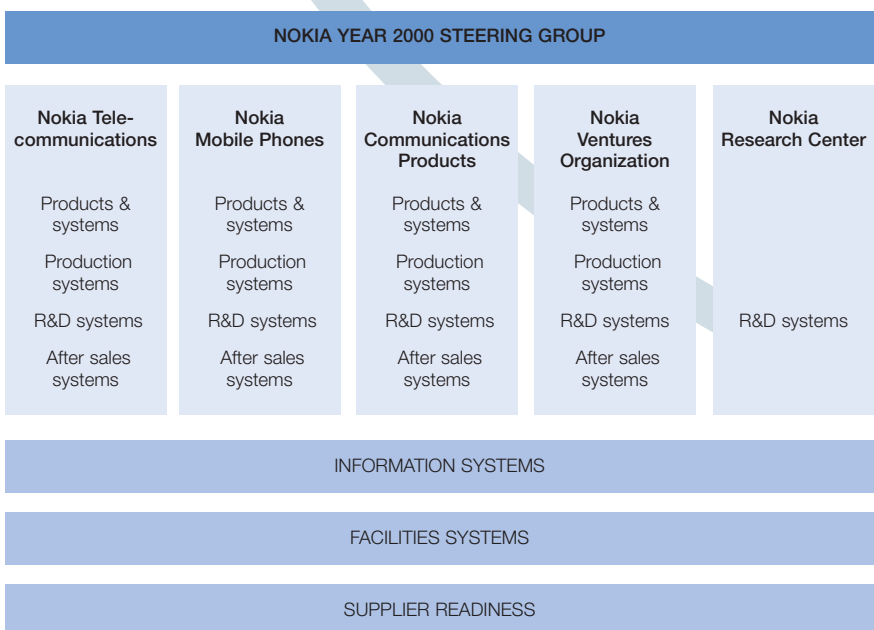 NOKIA YEAR 2000 STEERING GROUP
Nokia Tele-
communications
Products &
systems
Production
systems
R&D systems
After sales
systems
Nokia
Mobile Phones
Products &
systems
Production
systems
R&D systems
After sales
systems
Nokia
Communications
Products
Products &
systems
Production
systems
R&D systems
After sales
systems
Nokia
Ventures
Organization
Products &
systems
Production
systems
R&D systems
After sales
systems
Nokia
Research Center
R&D systems
INFORMATION SYSTEMS
FACILITIES SYSTEMS
SUPPLIER READINESS